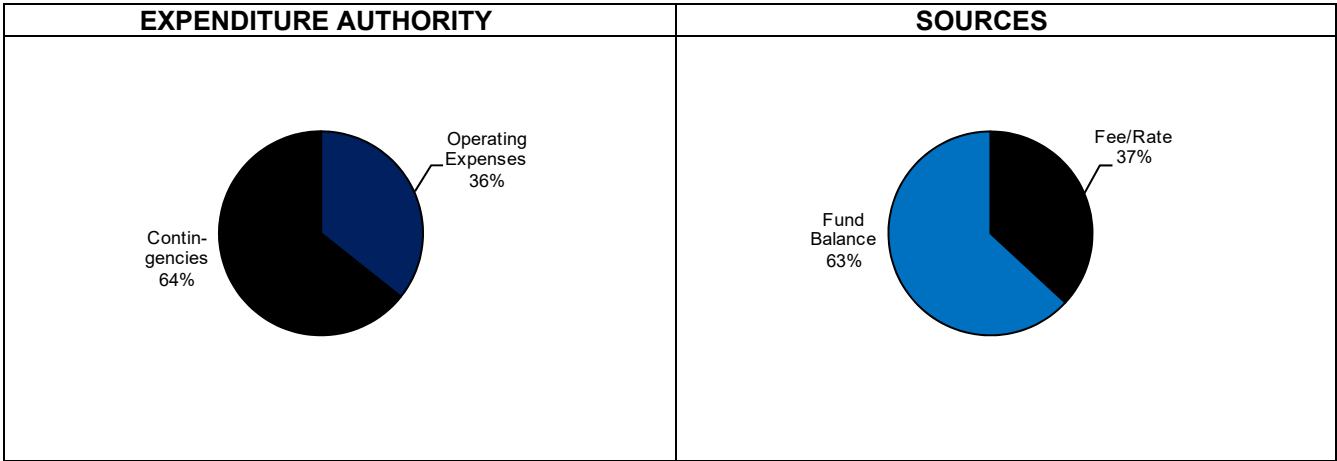 EXPENDITURE AUTHORITY
Operating
Expenses
36%
Contin-
gencies
64%
SOURCES
Fee/Rate
37%
Fund
Balance
63%